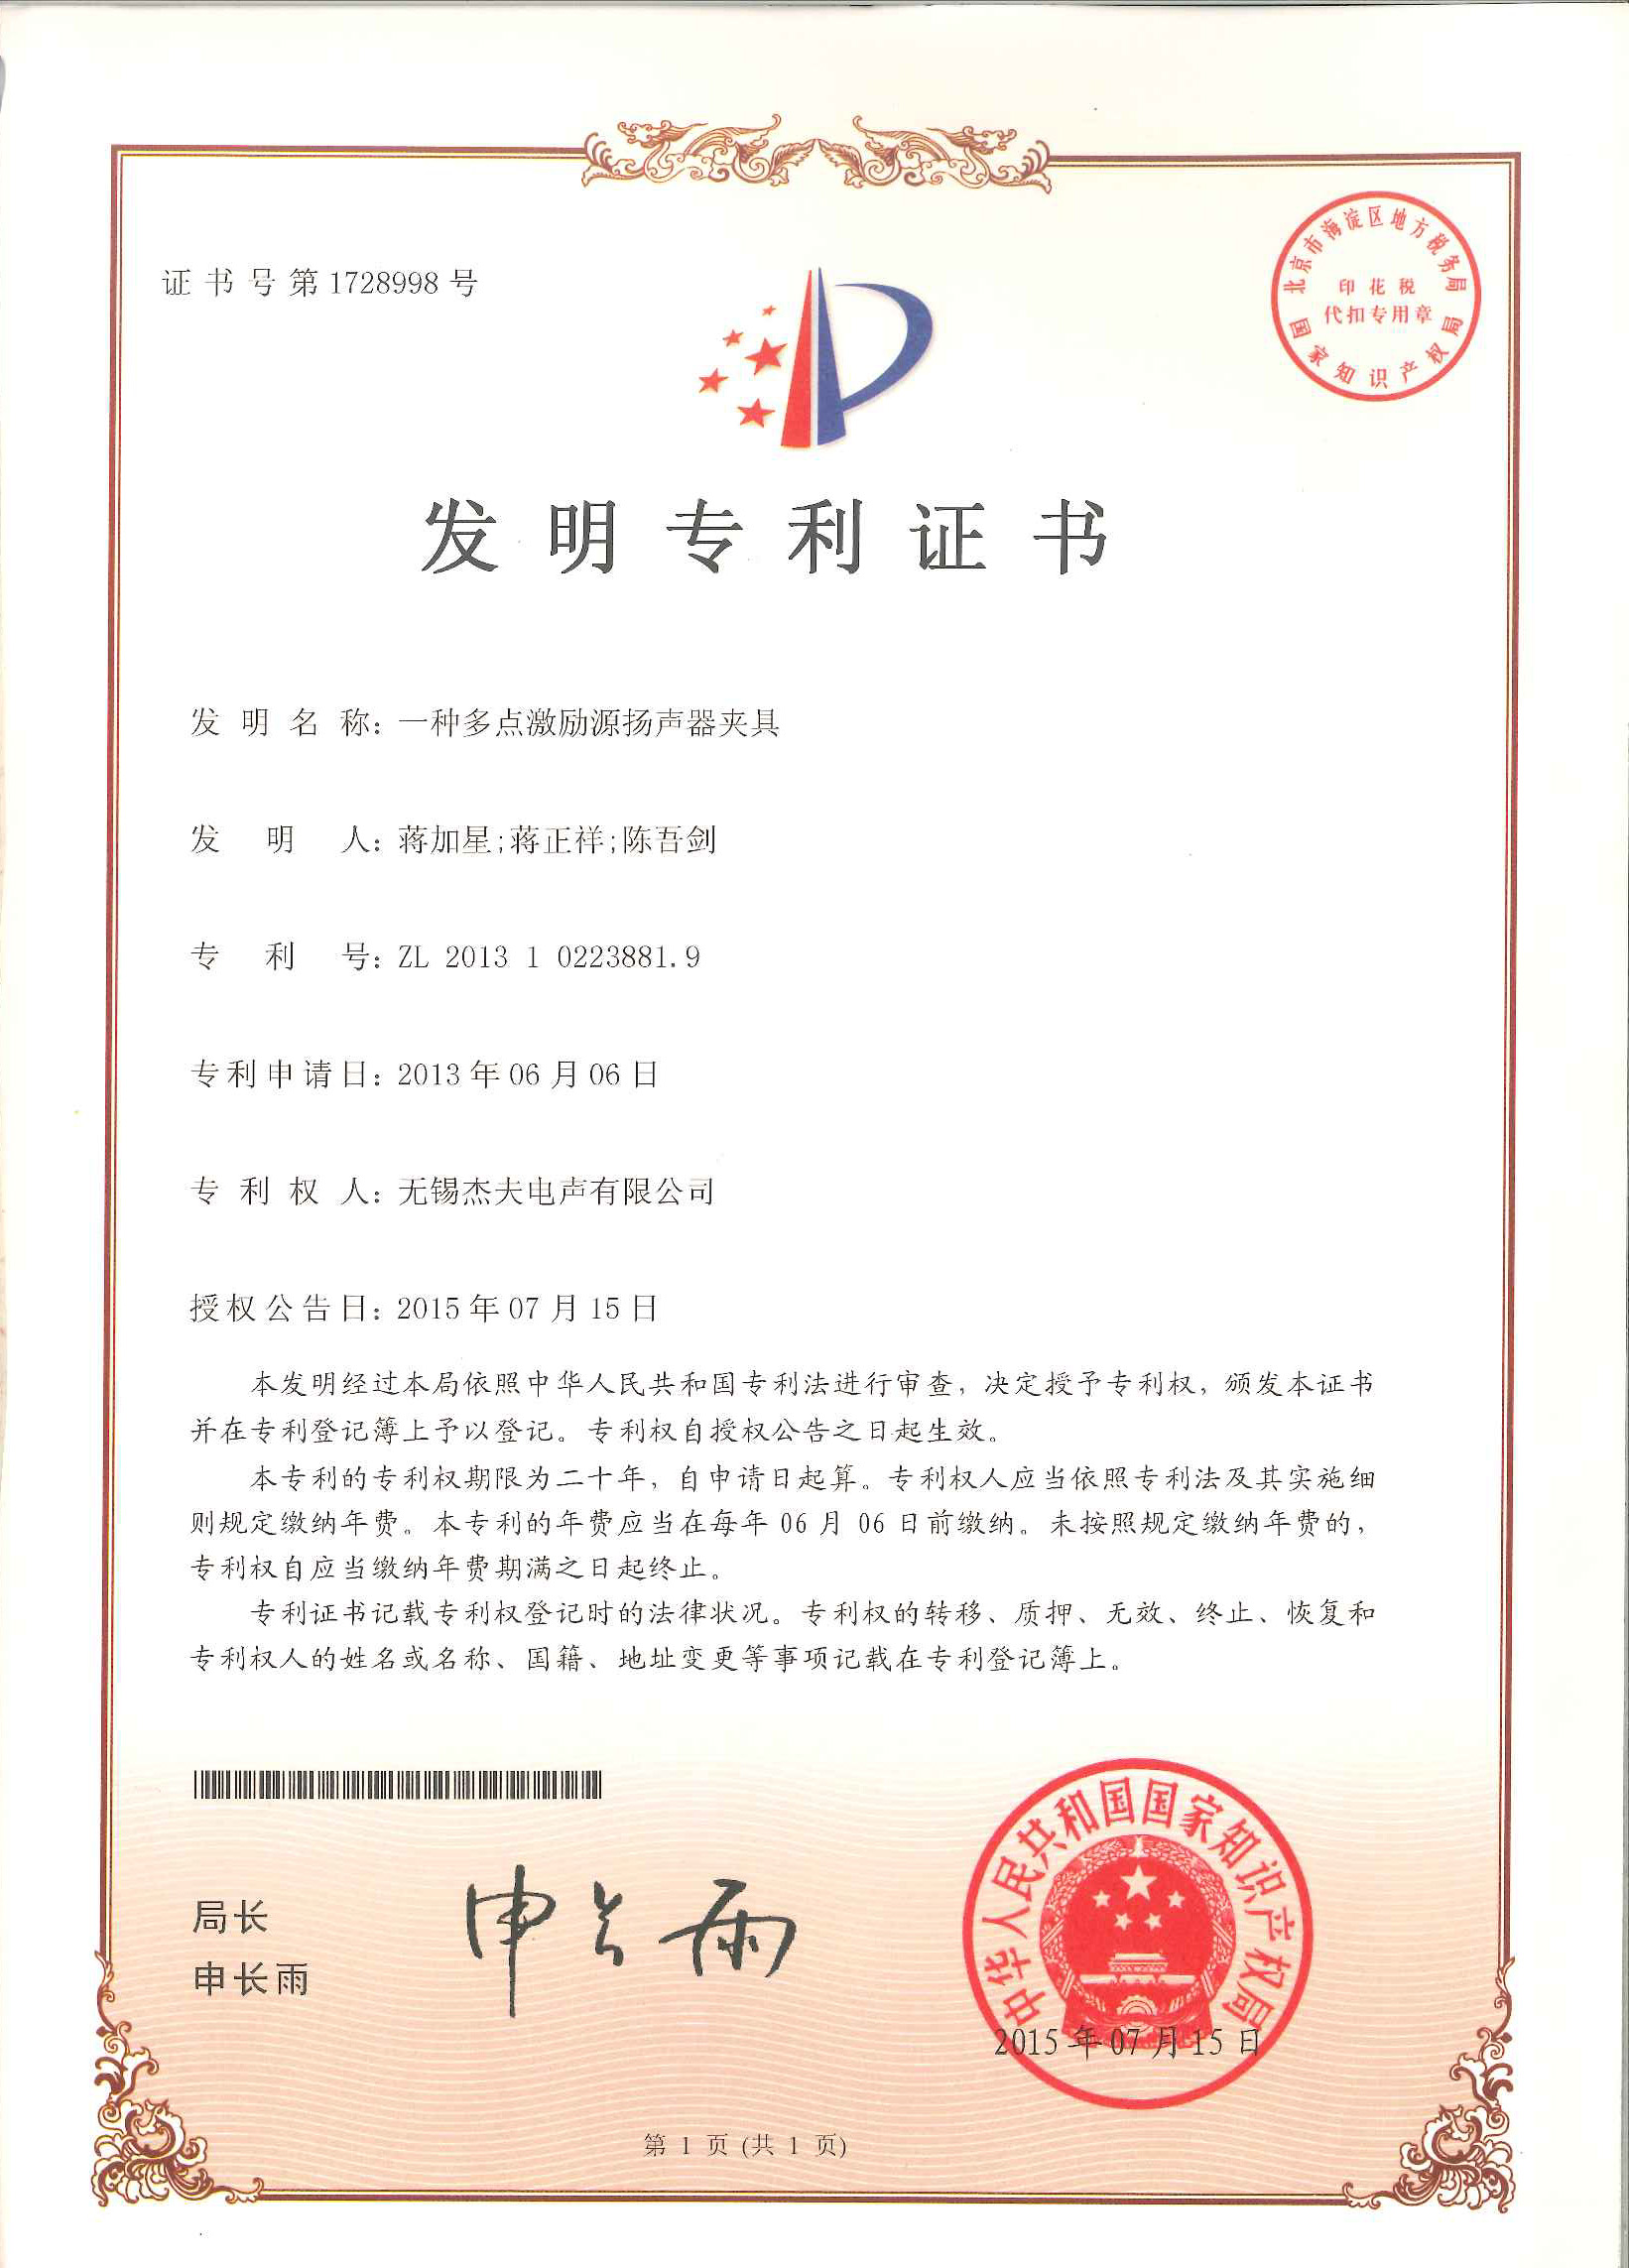 证书号第1728998号
北京市海淀区地方税务局
印花税
代扣专用章
国家知识产权局
发明专利证书
发明名称：一种多点激励源扬声器夹具
发明人：蒋加星;蒋正祥;陈吾剑
专利号：ZL 2013 1 0223881.9
专利申请日：2013年06月06日
专利权人：无锡杰夫电声有限公司
授权公告日：2015年07月15日
本发明经过本局依照中华人民共和国专利法进行审查，决定授予专利权，颁发本证书
并在专利登记簿上予以登记。专利权自授权公告之日起生效。
本专利的专利权期限为二十年，自申请日起算。专利权人应当依照专利法及其实施细
则规定缴纳年费。本专利的年费应当在每年06月06日前缴纳。未按照规定缴纳年费的，
专利权自应当缴纳年费期满之日起终止。
专利证书记载专利权登记时的法律状况。专利权的转移、质押、无效、终止、恢复和
专利权人的姓名或名称、国籍、地址变更等事项记载在专利登记簿上。
局长
申长雨
申长雨
中华人民共和国国家知识产权局
2015年07月15日
第 1 页 (共 1 页)